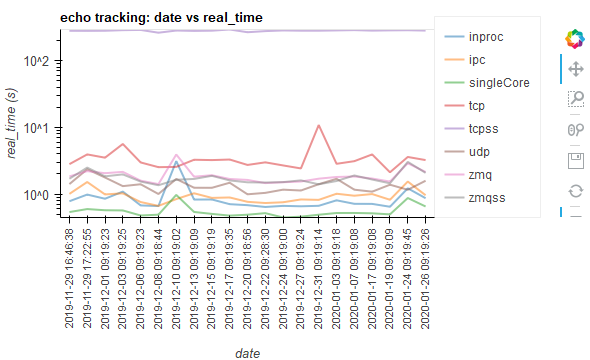 echo tracking: date vs real_time
real_time (s)
10^2
10^1
10^0
2019-11-29 16:46:38
2019-11-29 17:22:55
2019-12-01 09:19:23
2019-12-03 09:19:25
2019-12-06 09:19:06
2019-12-08 09:18:44
2019-12-10 09:19:02
2019-12-13 09:19:00
2019-12-15 09:19:19
2019-12-17 09:19:35
2019-12-20 09:18:56
2019-12-22 09:28:30
2019-12-24 09:19:00
2019-12-27 09:19:24
2019-12-31 09:19:14
2020-01-03 09:19:09
2020-01-07 09:19:08
2020-01-17 09:19:08
2020-01-19 09:19:09
2020-01-24 09:19:45
2020-01-26 09:19:26
date
inproc
ipc
singleCore
tcp
tcpss
udp
zmq
zmqss